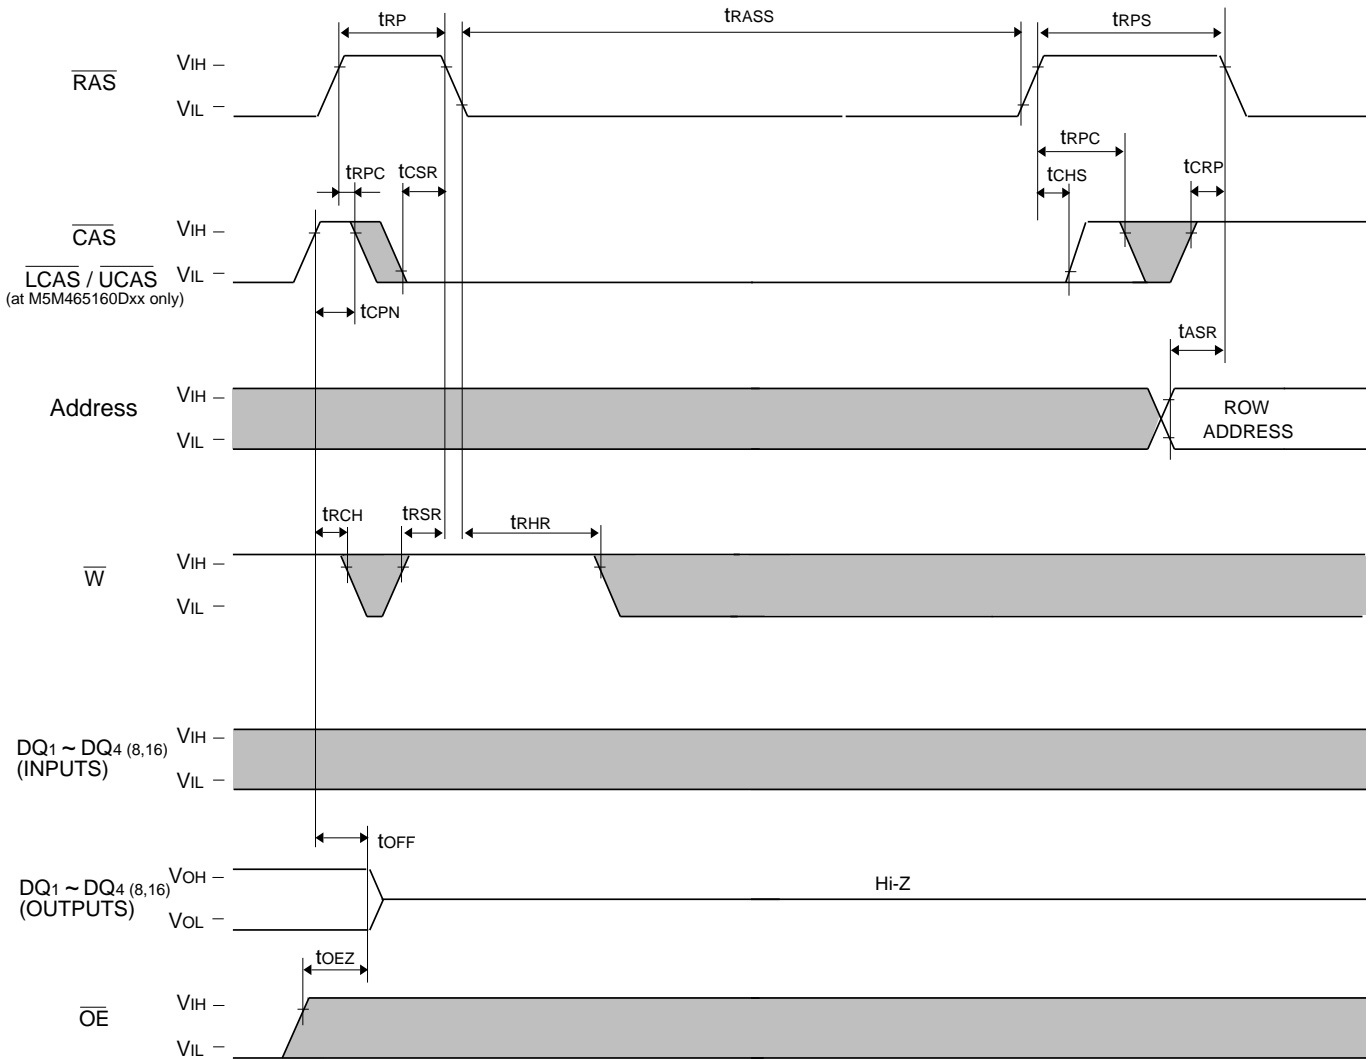 tRP
tRASS
tRPS
RAS
VIH
VIL
tRPC
tCSR
tRPC
tCHS
tCRP
CAS
LCAS / UCAS
(at M5M465160Dxx only)
VIH
VIL
tCPN
tASR
Address
VIH
VIL
ROW
ADDRESS
tRCH
tRSR
tRHR
W
VIH
VIL
DQ1 ~ DQ4 (8,16)
(INPUTS)
VIH
VIL
tOFF
DQ1 ~ DQ4 (8,16)
(OUTPUTS)
VOH
VOL
Hi-Z
tOEZ
OE
VIH
VIL